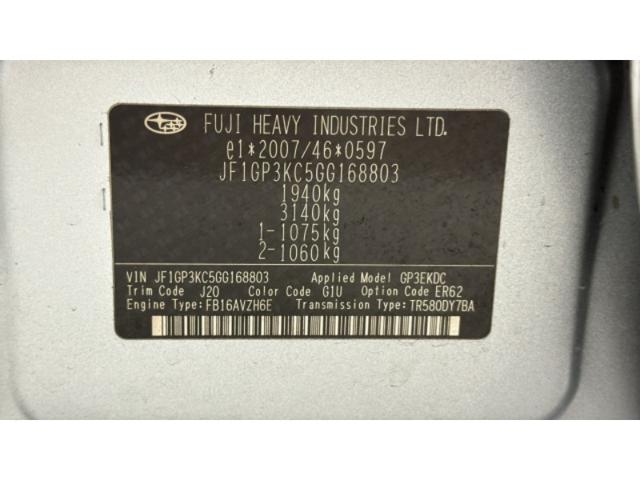 FUJI HEAVY INDUSTRIES LTD.
e1*2007/46*0597
JF1GP3KC5GG168803
1940kg
3140kg
1-1075kg
2-1060kg
VIN JF1GP3KC5GG168803 Applied Model GP3EKDC
Trim Code J20 Color Code G1U Option Code ER62
Engine Type:FB16AVZH6E Transmission Type:TR580DY7BA